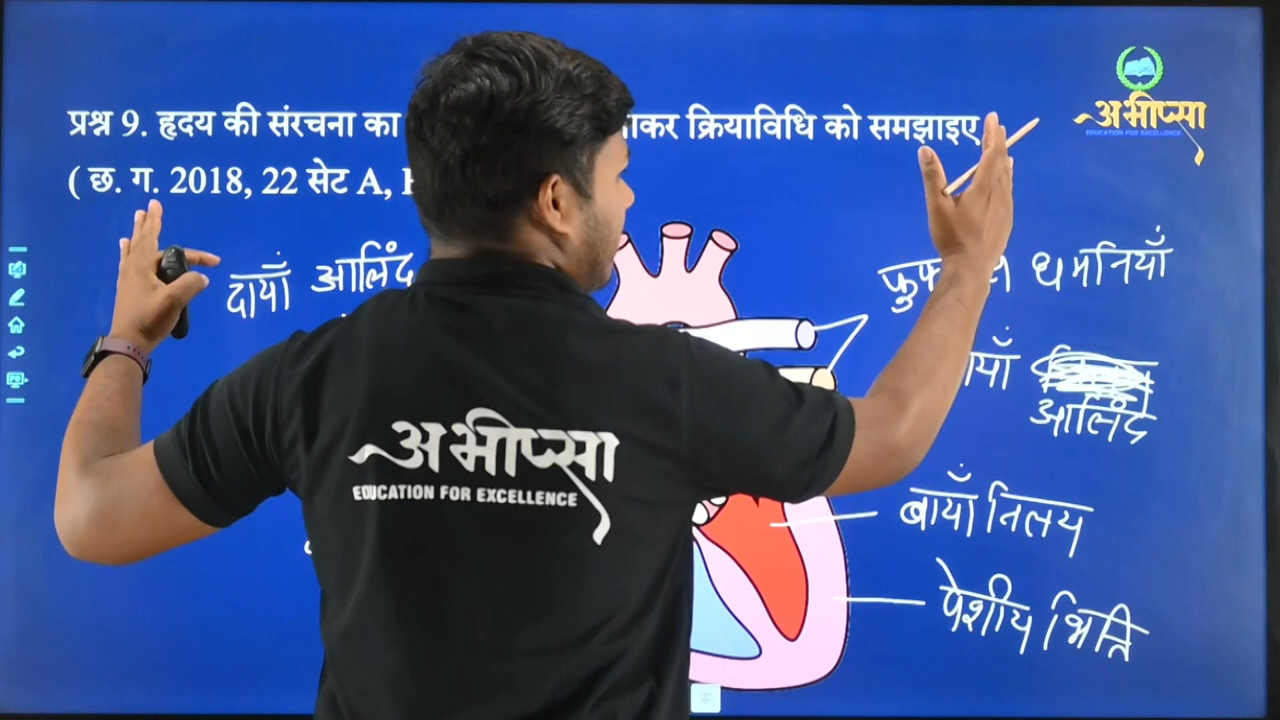 प्रश्न 9. हृदय की संरचना का कर क्रियाविधि को समझाइए
( छ. ग. 2018, 22 सेट A,
अभीप्सा
EDUCATION FOR EXCELLENCE
दायाँ आलिंद
धमनियाँ
आलिंद
बायाँ निलय
पेशीय भित्ति
अभीप्सा
EDUCATION FOR EXCELLENCE